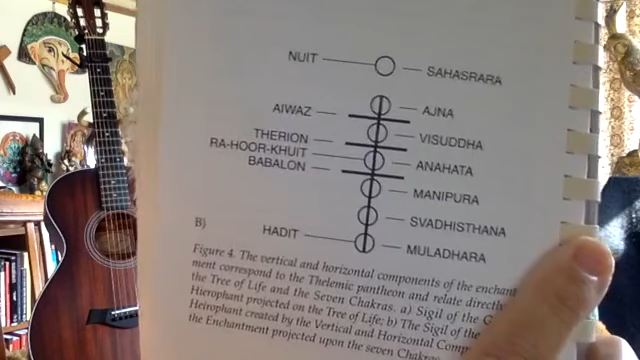 NUIT
SAHASRARA
AJNA
AIWAZ
VISUDDHA
THERION
RA-HOOR-KHUIT
ANAHATA
BABALON
MANIPURA
SVADHISTHANA
B)
HADIT
MULADHARA
Figure 4. The vertical and horizontal components of the enchant
ment correspond to the Thelemic pantheon and relate directly
the Tree of Life and the Seven Chakras. a) Sigil of the
Hierophant projected on the Tree of Life; b) The Sigil of the
Heirophant created by the Vertical and Horizontal Comp
the Enchantment projected upon the seven Chakras